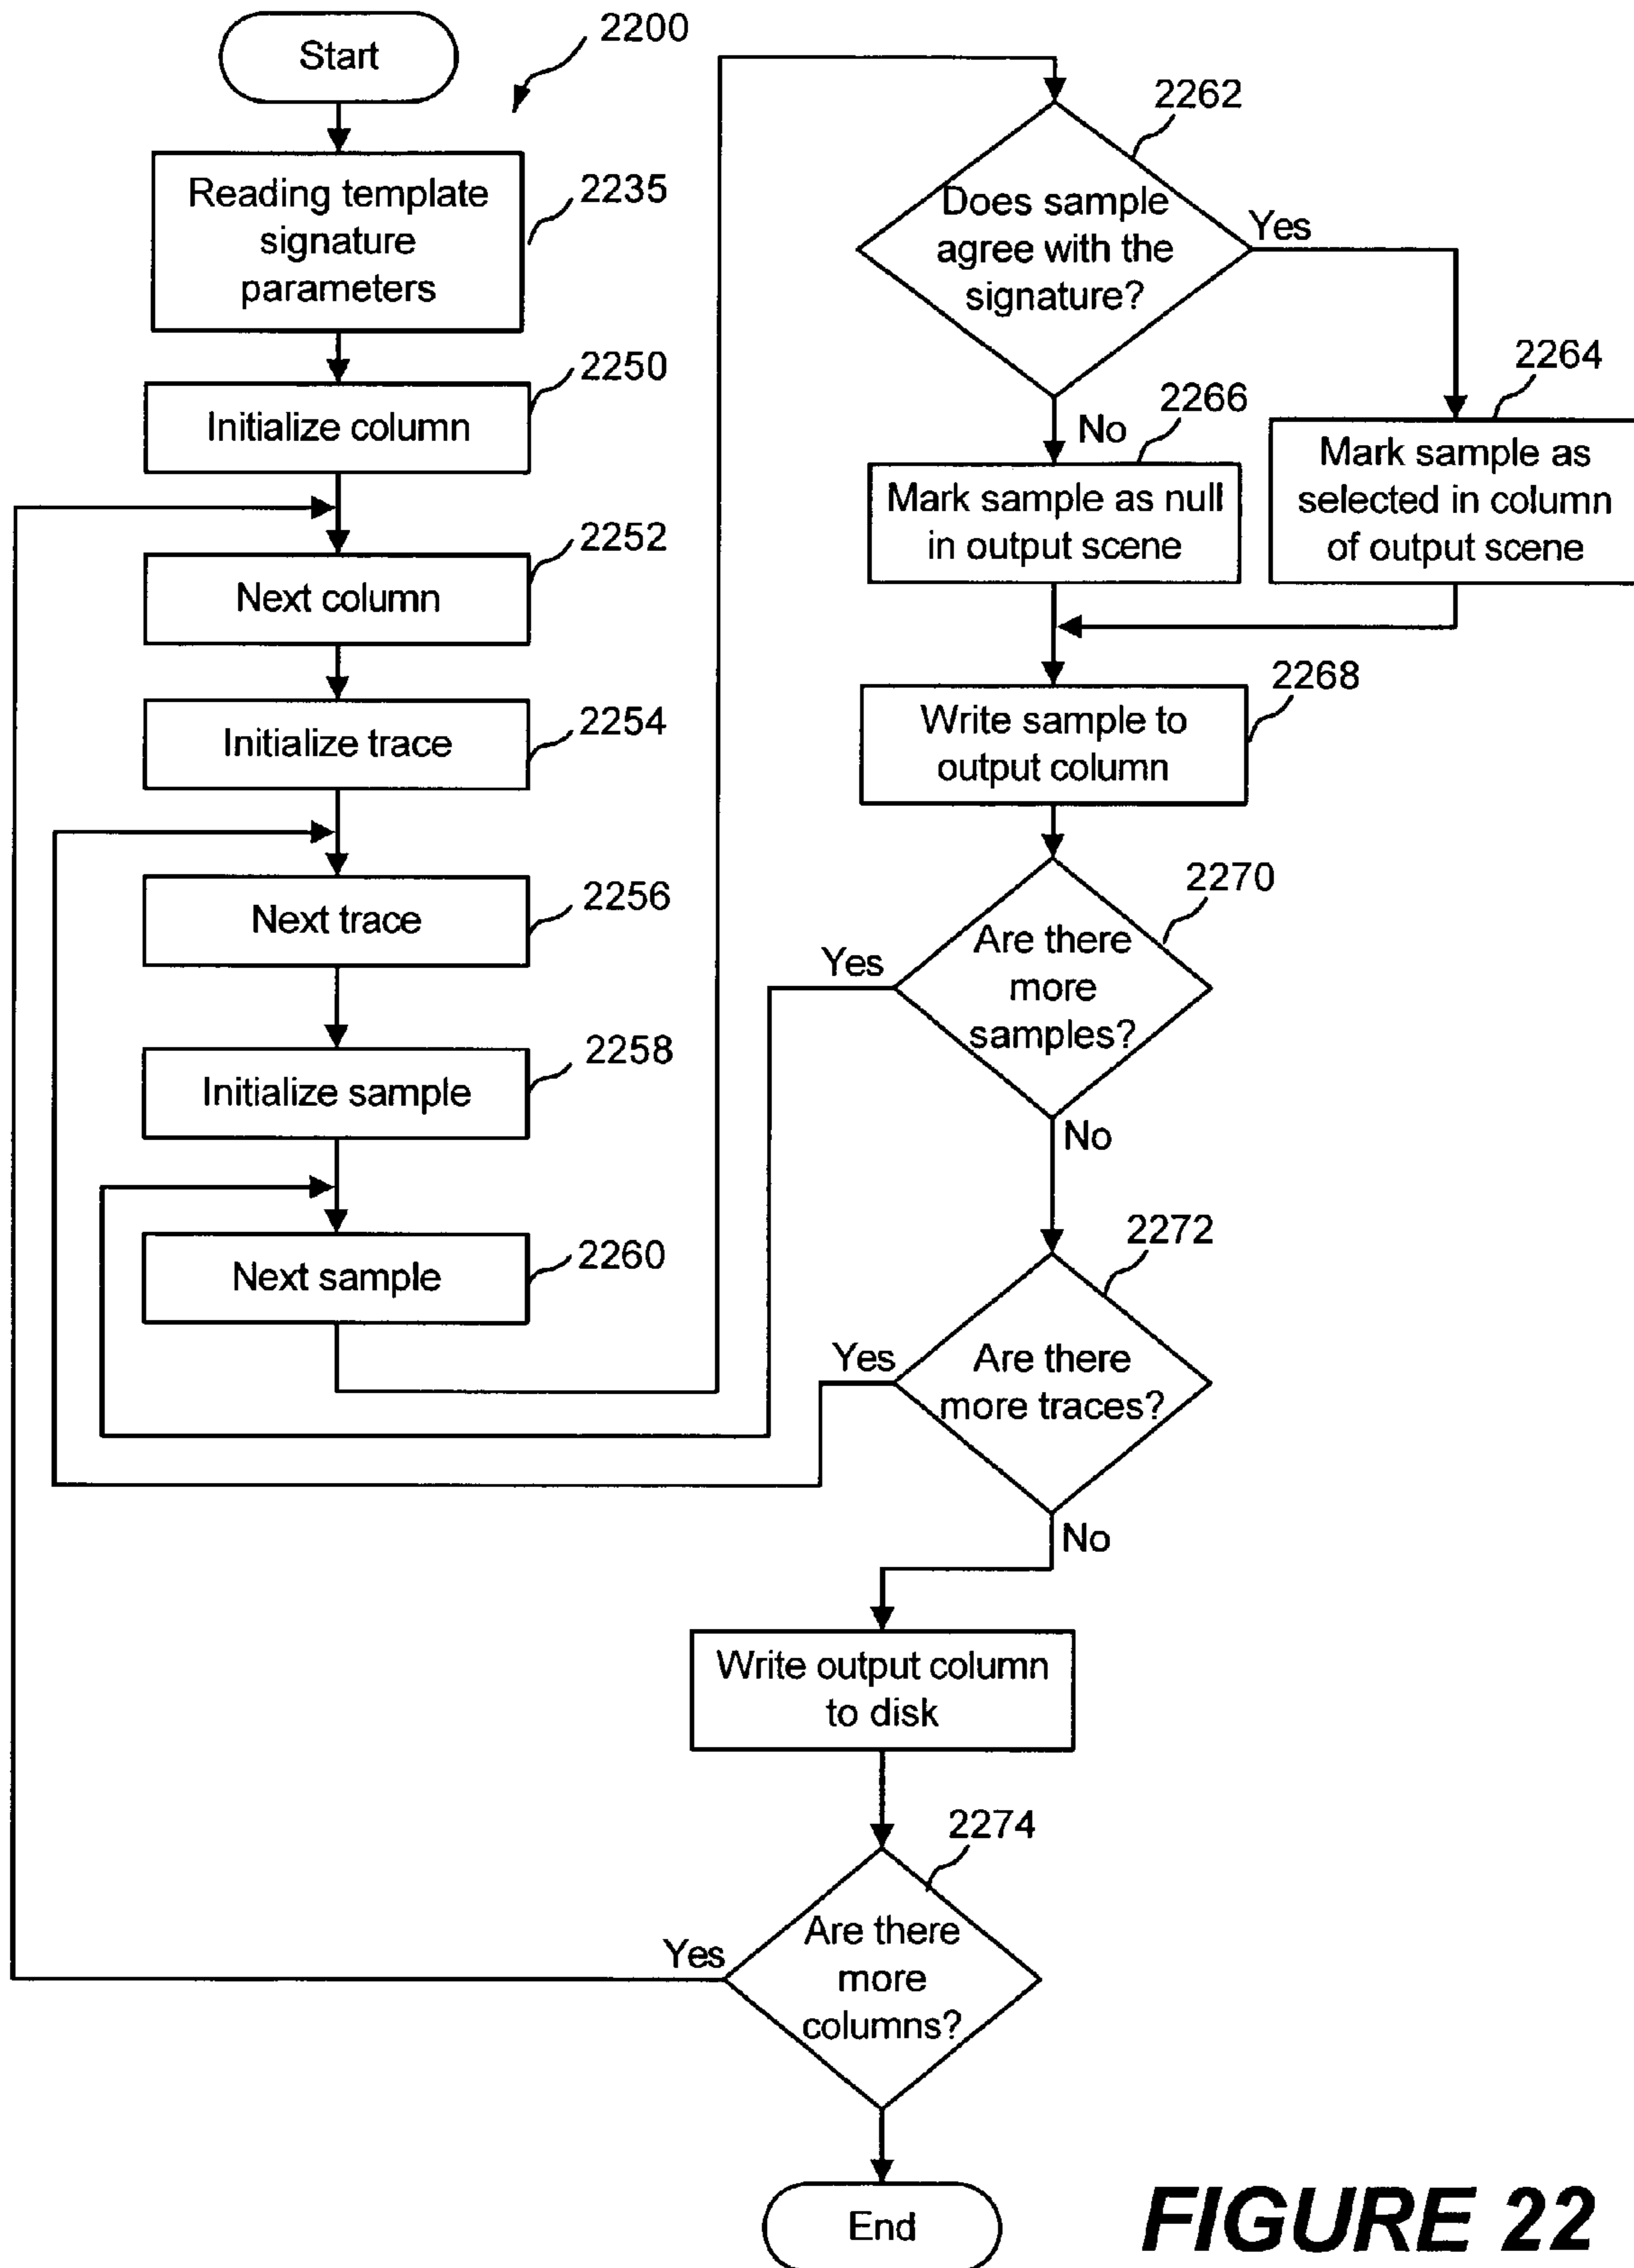 Start
2200
Reading template
signature
parameters
2235
Initialize column
2250
Next column
2252
Initialize trace
2254
Next trace
2256
Initialize sample
2258
Next sample
2260
Does sample
agree with the
signature?
2262
Yes
No
Mark sample as null
in output scene
2266
Mark sample as
selected in column
of output scene
2264
Write sample to
output column
2268
Are there
more
samples?
2270
Yes
No
Are there
more traces?
2272
Yes
No
Write output column
to disk
Are there
more
columns?
2274
Yes
End
FIGURE 22